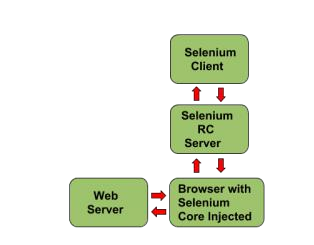 Selenium
Client
Selenium
RC
Server
Web
Server
Browser with
Selenium
Core Injected